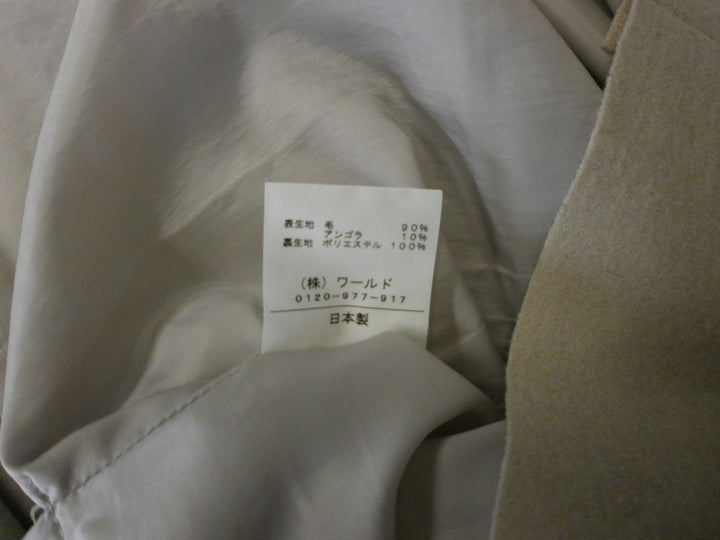 表生地 毛 90%
アンゴラ 10%
裏生地 ポリエステル 100%
(株) ワールド
0120-977-917
日本製